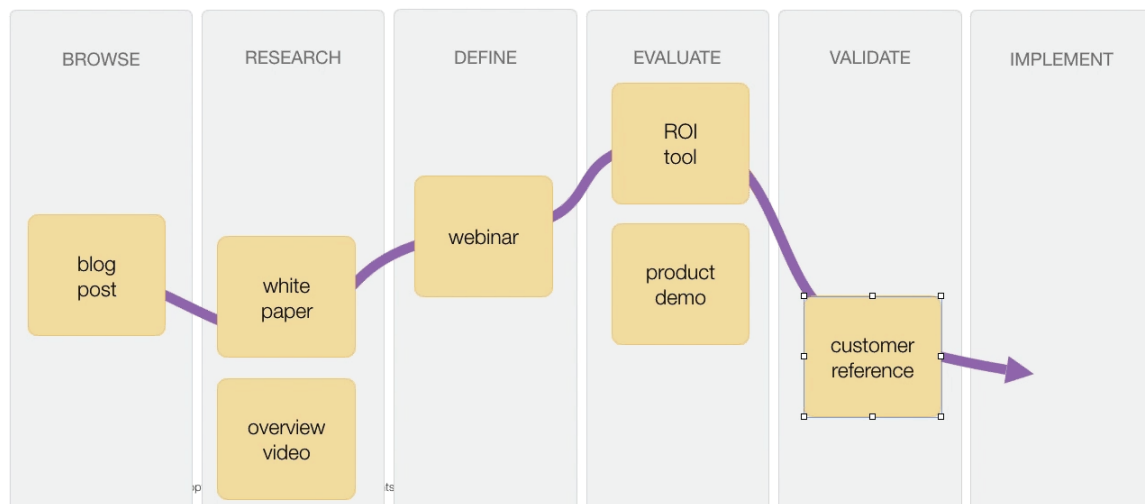 BROWSE
RESEARCH
DEFINE
EVALUATE
VALIDATE
IMPLEMENT
blog
post
white
paper
overview
video
webinar
ROI
tool
product
demo
customer
reference